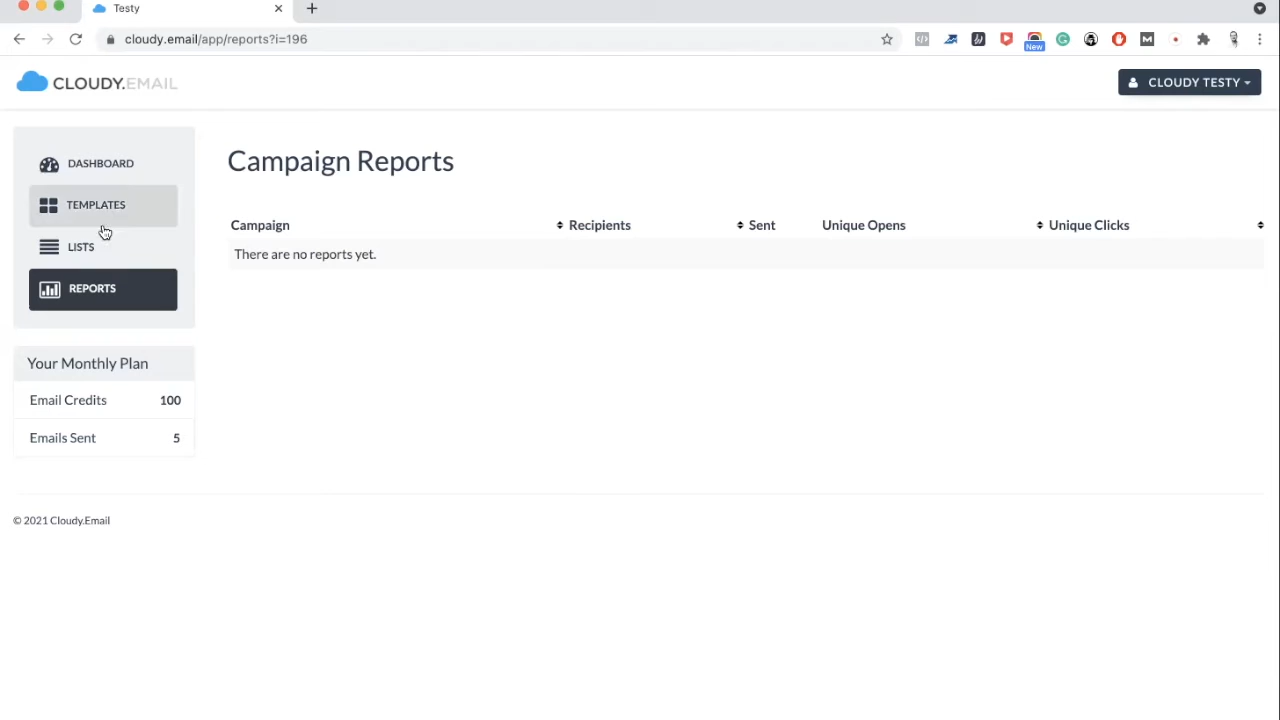 Testy
cloudy.email/app/reports?i=196
New
CLOUDY.EMAIL
CLOUDY TESTY
DASHBOARD
TEMPLATES
LISTS
REPORTS
Your Monthly Plan
Email Credits 100
Emails Sent 5
Campaign Reports
Campaign Recipients Sent Unique Opens Unique Clicks
There are no reports yet.
© 2021 Cloudy.Email